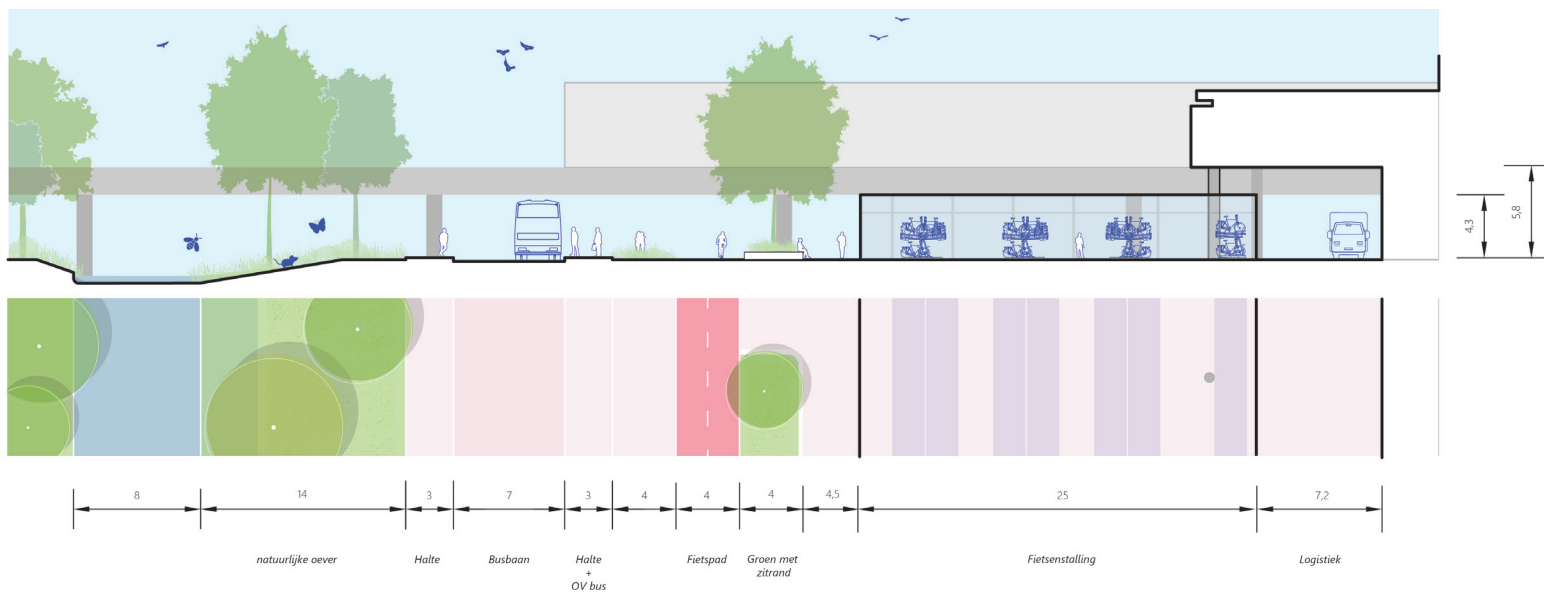 5,8
4,3
8
14
3
7
3
4
4
4
4,5
25
7,2
natuurlijke oever
Halte
Busbaan
Halte
+
OV bus
Fietspad
Groen met
zitrand
Fietsenstalling
Logistiek